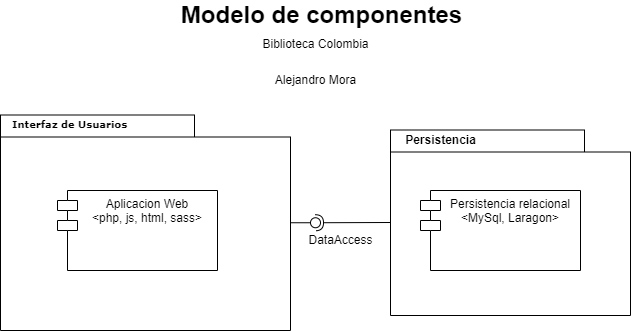 Modelo de componentes
Biblioteca Colombia
Alejandro Mora
Interfaz de Usuarios
Persistencia
Aplicacion Web
<php, js, html, sass>
Persistencia relacional
<MySql, Laragon>
DataAccess